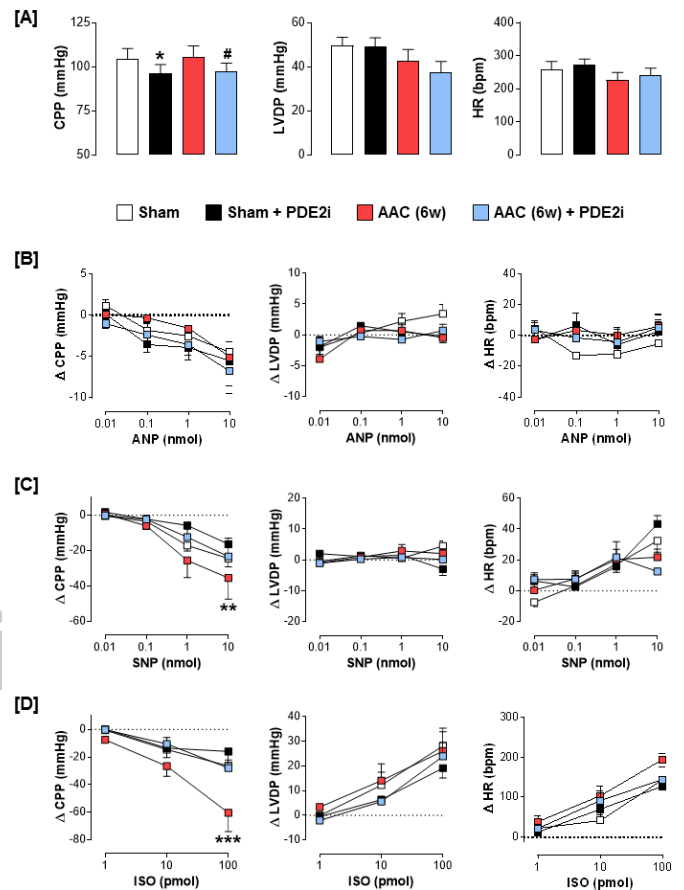 [A]
CPP (mmHg)
125
100
75
50
*
#
LVDP (mmHg)
60
40
20
0
HR (bpm)
400
300
200
100
0
Sham
Sham + PDE2i
AAC (6w)
AAC (6w) + PDE2i
[B]
Δ CPP (mmHg)
5
0
-5
-10
0.01 0.1 1 10
ANP (nmol)
Δ LVDP (mmHg)
10
5
0
-5
-10
0.01 0.1 1 10
ANP (nmol)
Δ HR (bpm)
40
20
0
-20
-40
0.01 0.1 1 10
ANP (nmol)
[C]
Δ CPP (mmHg)
0
-20
-40
-60
**
0.01 0.1 1 10
SNP (nmol)
Δ LVDP (mmHg)
20
10
0
-10
-20
0.01 0.1 1 10
SNP (nmol)
Δ HR (bpm)
60
40
20
0
-20
0.01 0.1 1 10
SNP (nmol)
[D]
Δ CPP (mmHg)
0
-20
-40
-60
-80
***
1 10 100
ISO (pmol)
Δ LVDP (mmHg)
40
30
20
10
0
-10
1 10 100
ISO (pmol)
Δ HR (bpm)
300
200
100
0
1 10 100
ISO (pmol)